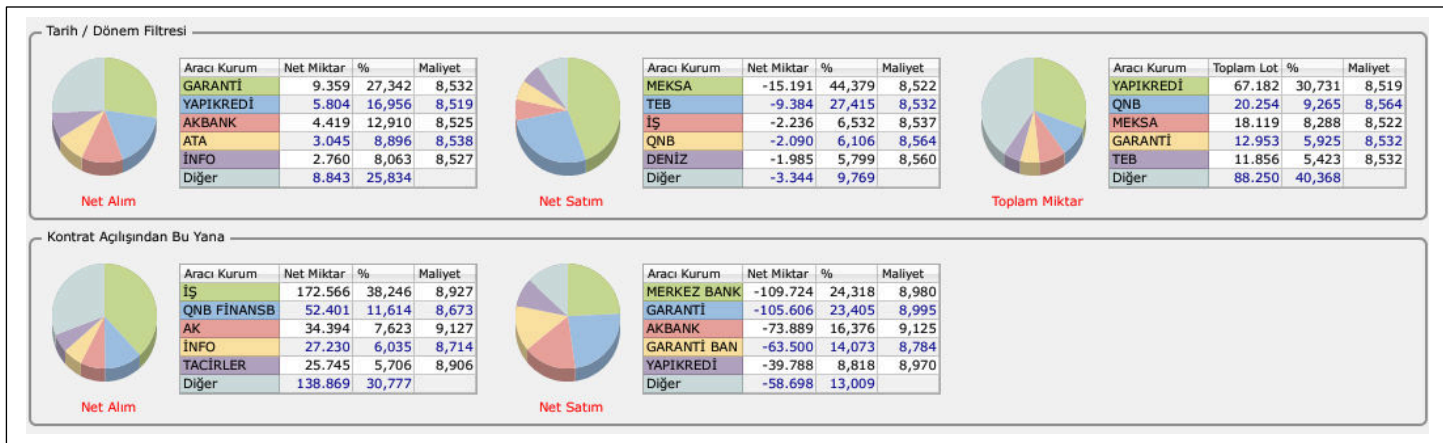 Tarih / Dönem Filtresi
Aracı Kurum Net Miktar % Maliyet
GARANTİ 9.359 27,342 8,532
YAPIKREDİ 5.804 16,956 8,519
AKBANK 4.419 12,910 8,525
ATA 3.045 8,896 8,538
İNFO 2.760 8,063 8,527
Diğer 8.843 25,834
Net Alım
Aracı Kurum Net Miktar % Maliyet
MEKSA -15.191 44,379 8,522
TEB -9.384 27,415 8,532
İŞ -2.236 6,532 8,537
QNB -2.090 6,106 8,564
DENİZ -1.985 5,799 8,560
Diğer -3.344 9,769
Net Satım
Aracı Kurum Toplam Lot % Maliyet
YAPIKREDİ 67.182 30,731 8,519
QNB 20.254 9,265 8,564
MEKSA 18.119 8,288 8,522
GARANTİ 12.953 5,925 8,532
TEB 11.856 5,423 8,532
Diğer 88.250 40,368
Toplam Miktar
Kontrat Açılışından Bu Yana
Aracı Kurum Net Miktar % Maliyet
İŞ 172.566 38,246 8,927
QNB FİNANSB 52.401 11,614 8,673
AK 34.394 7,623 9,127
İNFO 27.230 6,035 8,714
TACİRLER 25.745 5,706 8,906
Diğer 138.869 30,777
Net Alım
Aracı Kurum Net Miktar % Maliyet
MERKEZ BANK -109.724 24,318 8,980
GARANTİ -105.606 23,405 8,995
AKBANK -73.889 16,376 9,125
GARANTİ BAN -63.500 14,073 8,784
YAPIKREDİ -39.788 8,818 8,970
Diğer -58.698 13,009
Net Satım